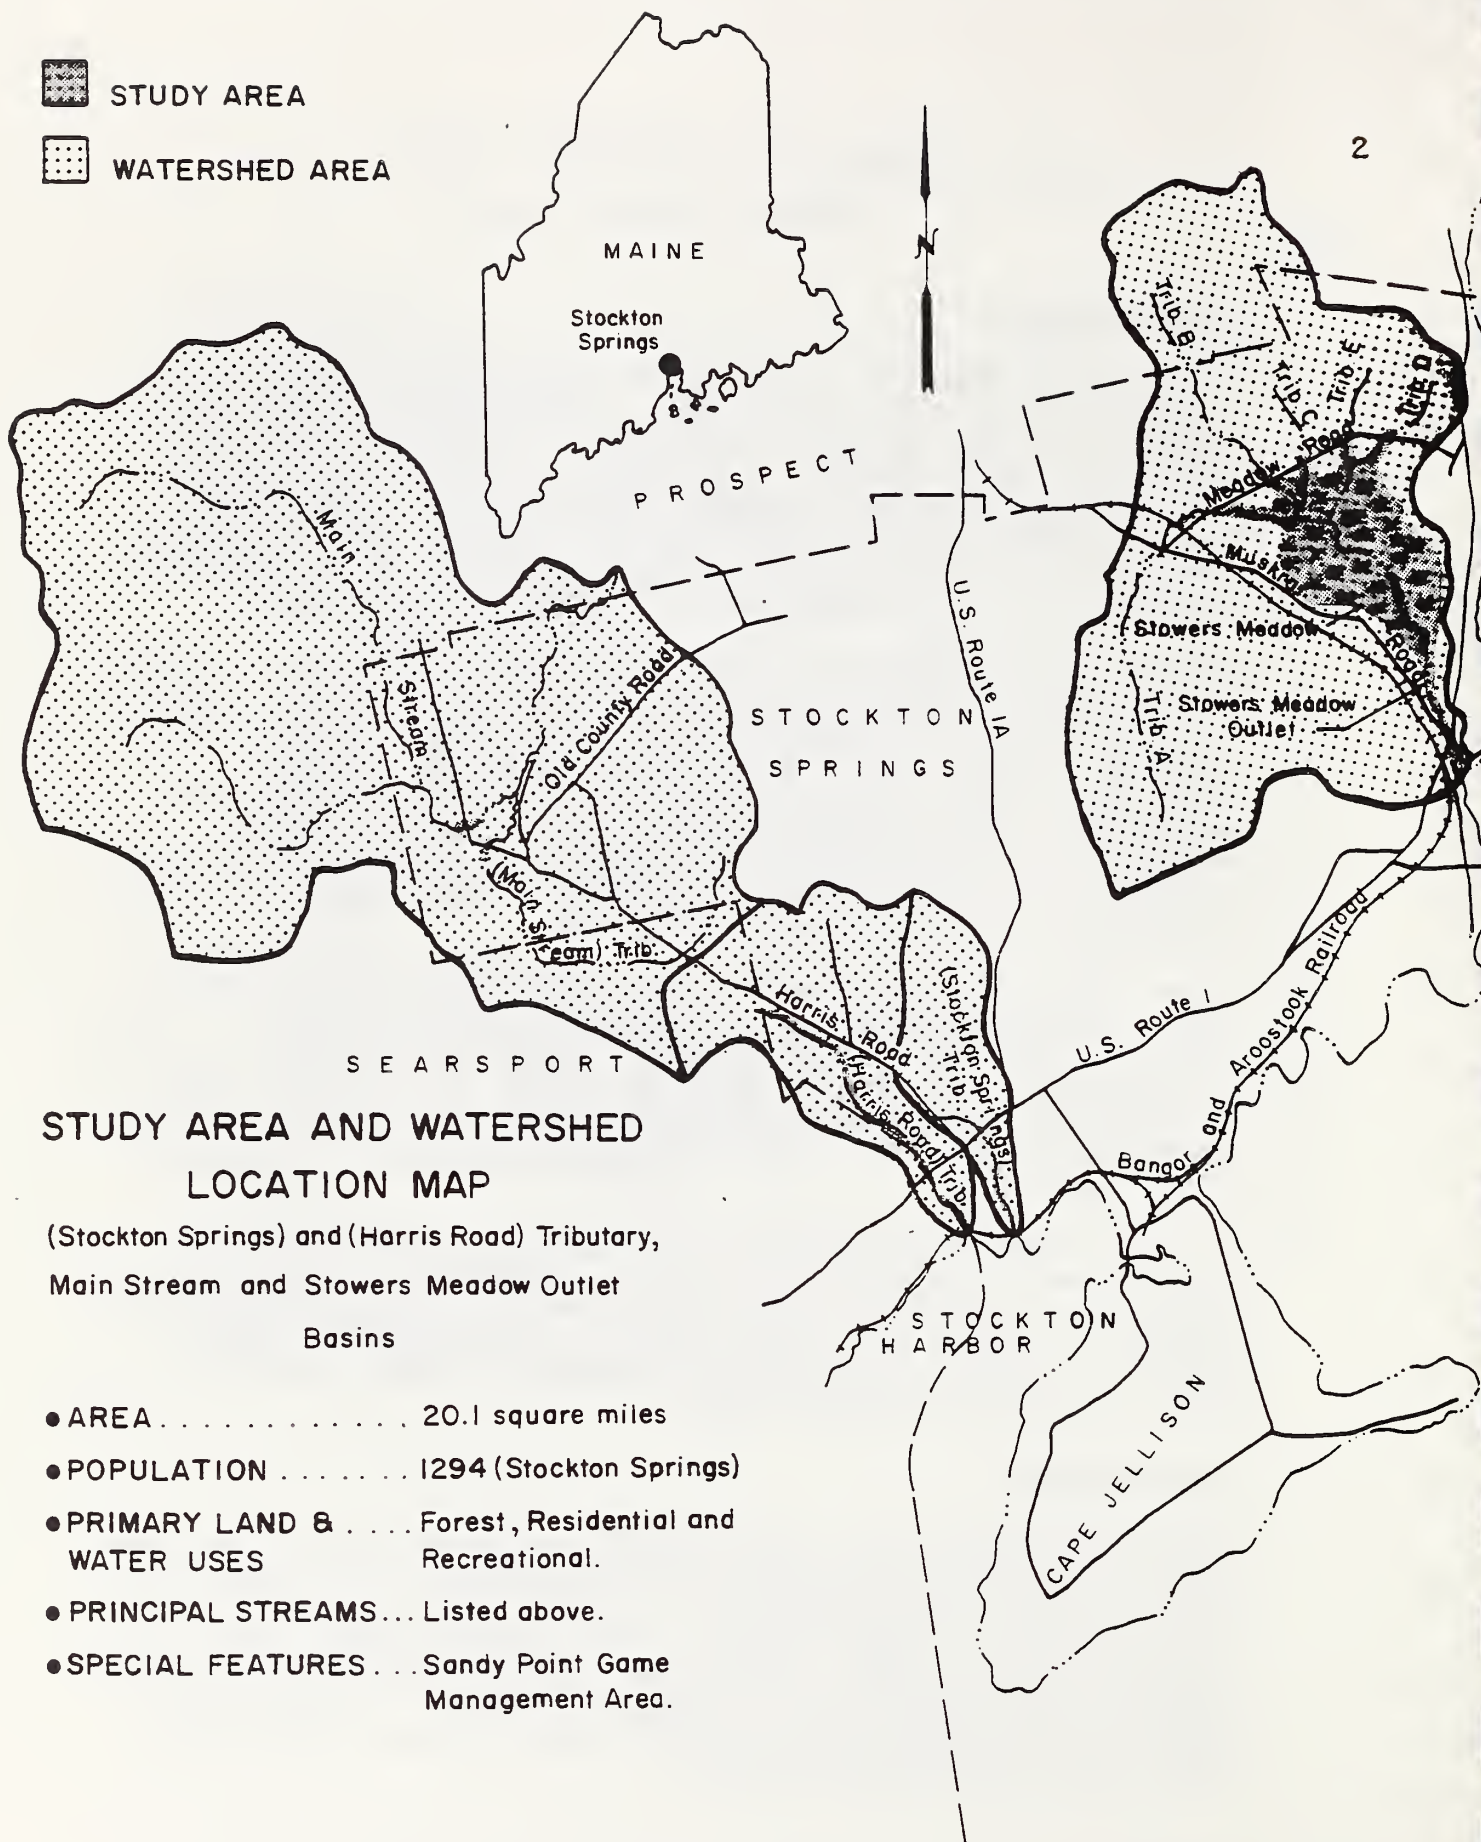 STUDY AREA
WATERSHED AREA
2
MAINE
Stockton
Springs
N
PROSPECT
Trib B
Trib C
Trib E
Trib D
Meadow Road
Main
Stream
Old County Road
U.S. Route 1A
STOCKTON
SPRINGS
Road
Stowers Meadow
Stowers Meadow
Outlet
Trib A
(Main Stream) Trib.
Harris Road
(Stockton Springs)
Trib
(Harris Road) Trib.
U.S. Route 1
Bangor and Aroostook Railroad
SEARSPORT
STUDY AREA AND WATERSHED
LOCATION MAP
(Stockton Springs) and (Harris Road) Tributary,
Main Stream and Stowers Meadow Outlet
Basins
STOCKTON
HARBOR
CAPE JELLISON
● AREA............ 20.1 square miles
● POPULATION ....... 1294 (Stockton Springs)
● PRIMARY LAND & .... Forest, Residential and
WATER USES Recreational.
● PRINCIPAL STREAMS... Listed above.
● SPECIAL FEATURES ... Sandy Point Game
Management Area.